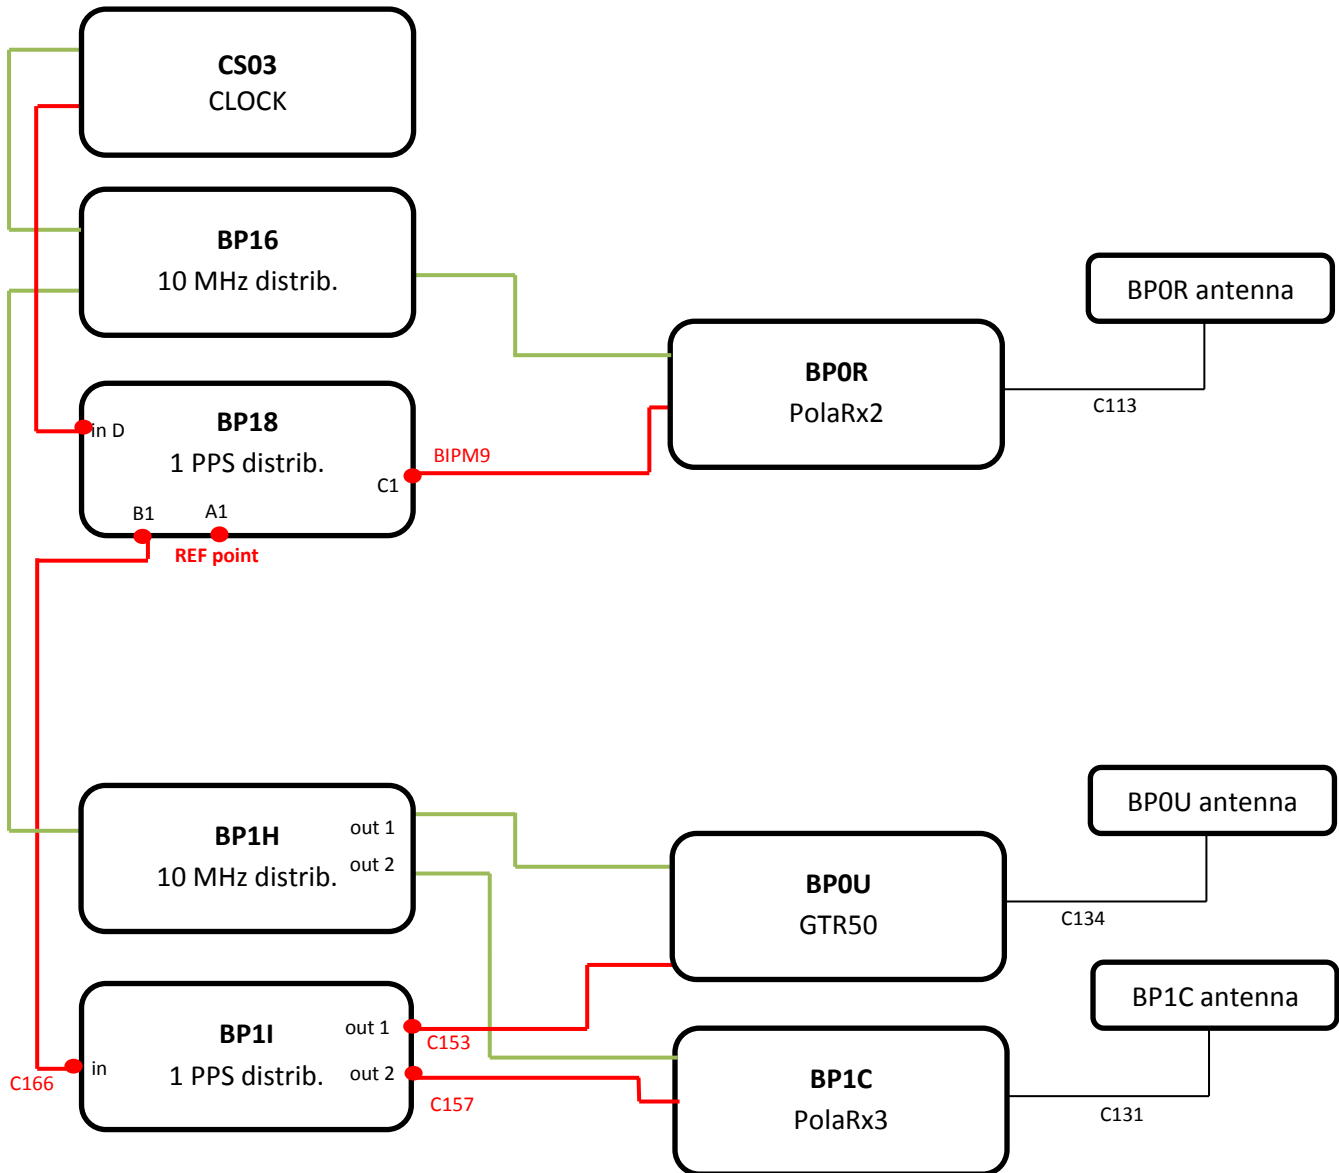 CS03
CLOCK
BP16
10 MHz distrib.
BP0R antenna
BP0R
PolaRx2
C113
in D
BP18
1 PPS distrib.
BIPM9
C1
B1
A1
REF point
BP0U antenna
BP1H
10 MHz distrib.
out 1
out 2
BP0U
GTR50
C134
BP1C antenna
BP1I
1 PPS distrib.
out 1
out 2
in
C153
C166
C157
BP1C
PolaRx3
C131